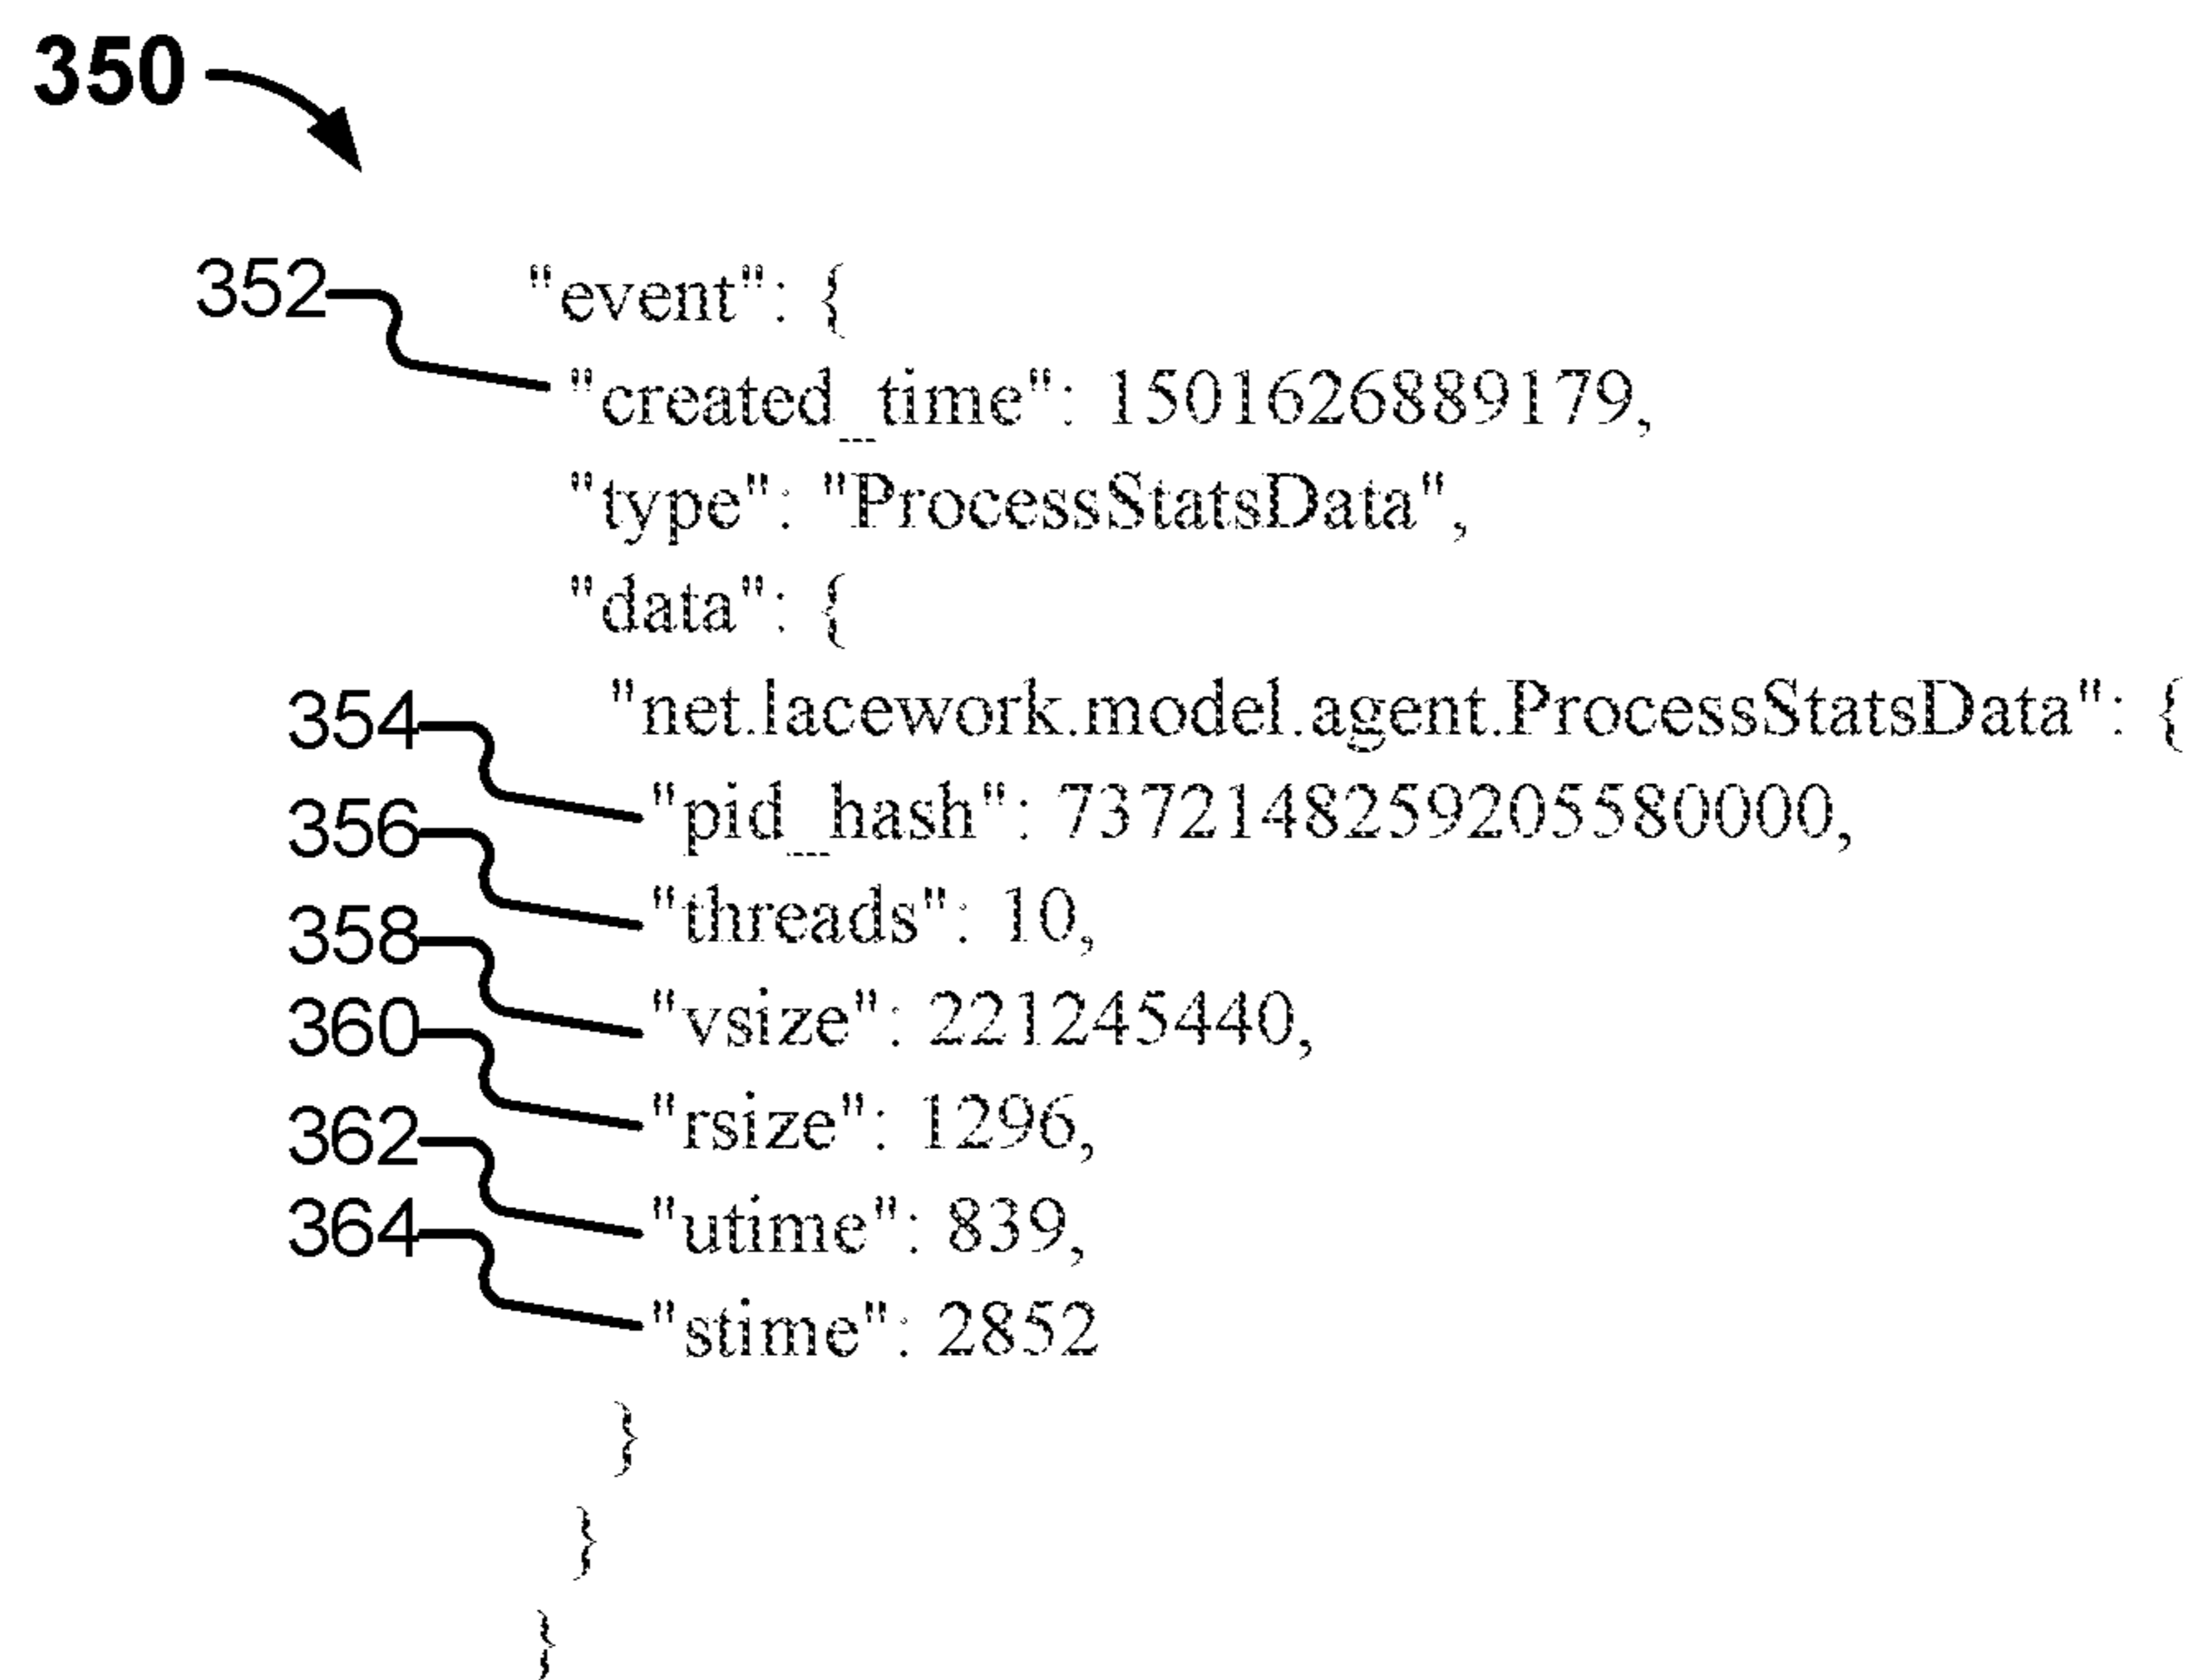 350
352 "event": {
"created_time": 1501626889179,
"type": "ProcessStatsData",
"data": {
354 "net.lacework.model.agent.ProcessStatsData": {
356 "pid_hash": 7372148259205580000,
358 "threads": 10,
360 "vsize": 221245440,
362 "rsize": 1296,
364 "utime": 839,
"stime": 2852
}
}
}